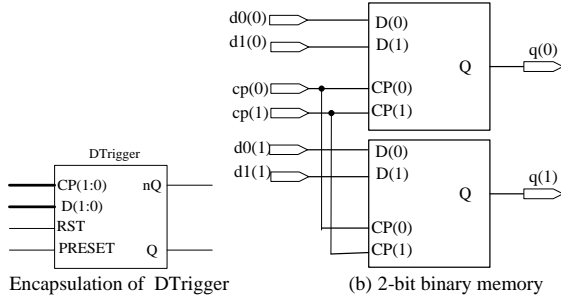 DTrigger
CP(1:0)
nQ
D(1:0)
RST
PRESET
Q
Encapsulation of DTrigger
d0(0)
d1(0)
cp(0)
cp(1)
d0(1)
d1(1)
D(0)
D(1)
Q
CP(0)
CP(1)
q(0)
D(0)
D(1)
Q
CP(0)
CP(1)
q(1)
(b) 2-bit binary memory